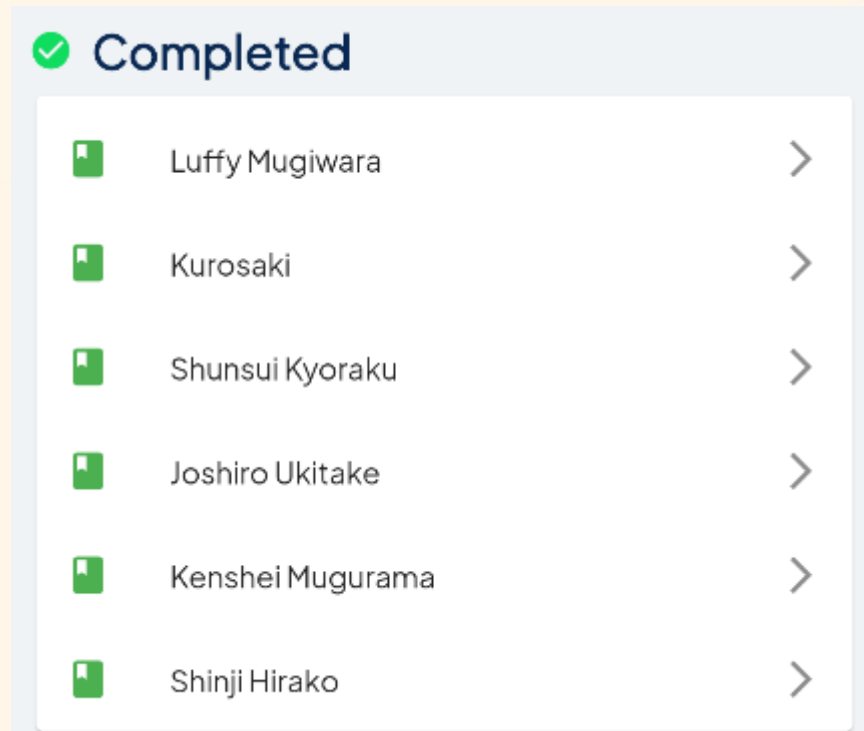 Completed
Luffy Mugiwara
Kurosaki
Shunsui Kyoraku
Joshiro Ukitake
Kenshei Mugurama
Shinji Hirako